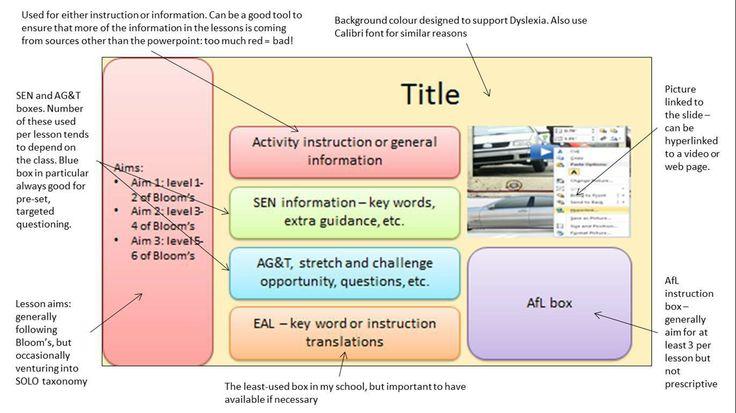 Used for either instruction or information. Can be a good tool to
ensure that more of the information in the lessons is coming
from sources other than the powerpoint: too much red = bad!
Background colour designed to support Dyslexia. Also use
Calibri font for similar reasons
SEN and AG&T
boxes. Number
of these used
per lesson tends
to depend on
the class. Blue
box in particular
always good for
pre-set,
targeted
questioning.
Lesson aims:
generally
following
Bloom's, but
occasionally
venturing into
SOLO taxonomy
Aims:
• Aim 1: level 1-
2 of Bloom's
• Aim 2: level 3-
4 of Bloom's
• Aim 3: level 5-
6 of Bloom's
Title
Activity instruction or general
information
SEN information – key words,
extra guidance, etc.
AG&T, stretch and challenge
opportunity, questions, etc.
EAL – key word or instruction
translations
AfL box
Picture
linked to
the slide –
can be
hyperlinked
to a video or
web page.
AfL
instruction
box –
generally
aim for at
least 3 per
lesson but
not
prescriptive
The least-used box in my school, but important to have
available if necessary